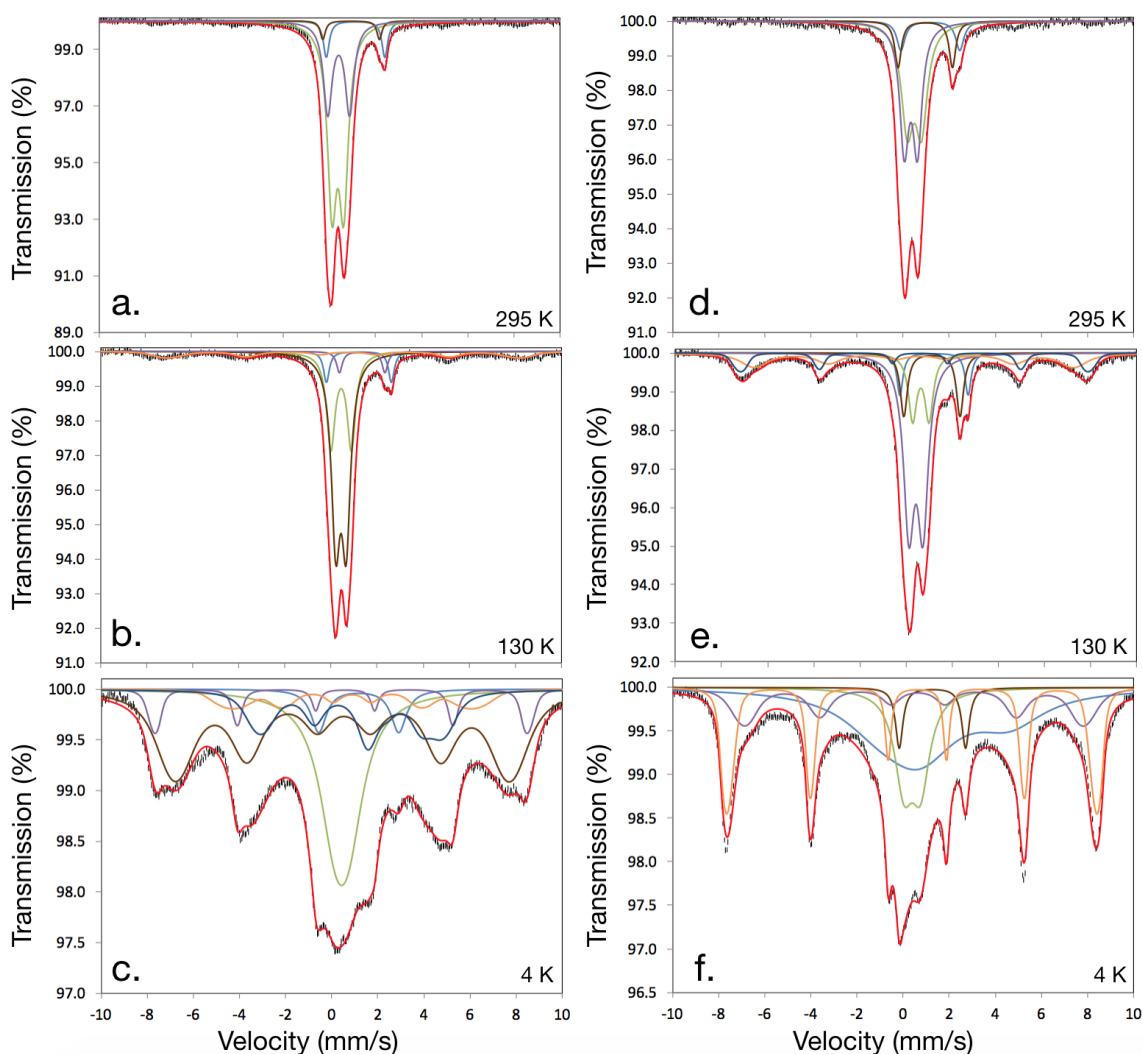 99.0
97.0
95.0
93.0
91.0
89.0
Transmission (%)
a.
295 K
100.0
99.0
98.0
97.0
96.0
95.0
94.0
93.0
92.0
91.0
Transmission (%)
d.
295 K
100.0
99.0
98.0
97.0
96.0
95.0
94.0
93.0
92.0
91.0
Transmission (%)
b.
130 K
100.0
99.0
98.0
97.0
96.0
95.0
94.0
93.0
92.0
Transmission (%)
e.
130 K
100.0
99.5
99.0
98.5
98.0
97.5
97.0
Transmission (%)
c.
4 K
-10 -8 -6 -4 -2 0 2 4 6 8 10
Velocity (mm/s)
100.0
99.5
99.0
98.5
98.0
97.5
97.0
96.5
Transmission (%)
f.
4 K
-10 -8 -6 -4 -2 0 2 4 6 8 10
Velocity (mm/s)